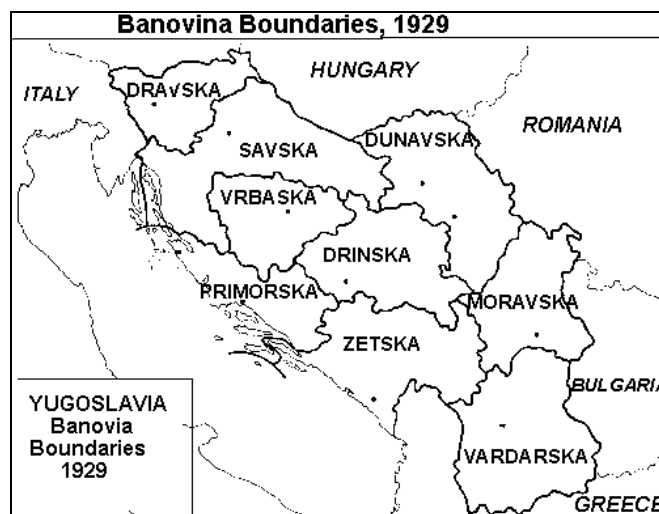 Banovina Boundaries, 1929
HUNGARY
ITALY
DRAVSKA
ROMANIA
DUNAVSKA
SAVSKA
VRBASKA
DRINSKA
PRIMORSKA
MORAVSKA
ZETSKA
BULGARIA
YUGOSLAVIA
Banovia
Boundaries
1929
VARDARSKA
GREECE